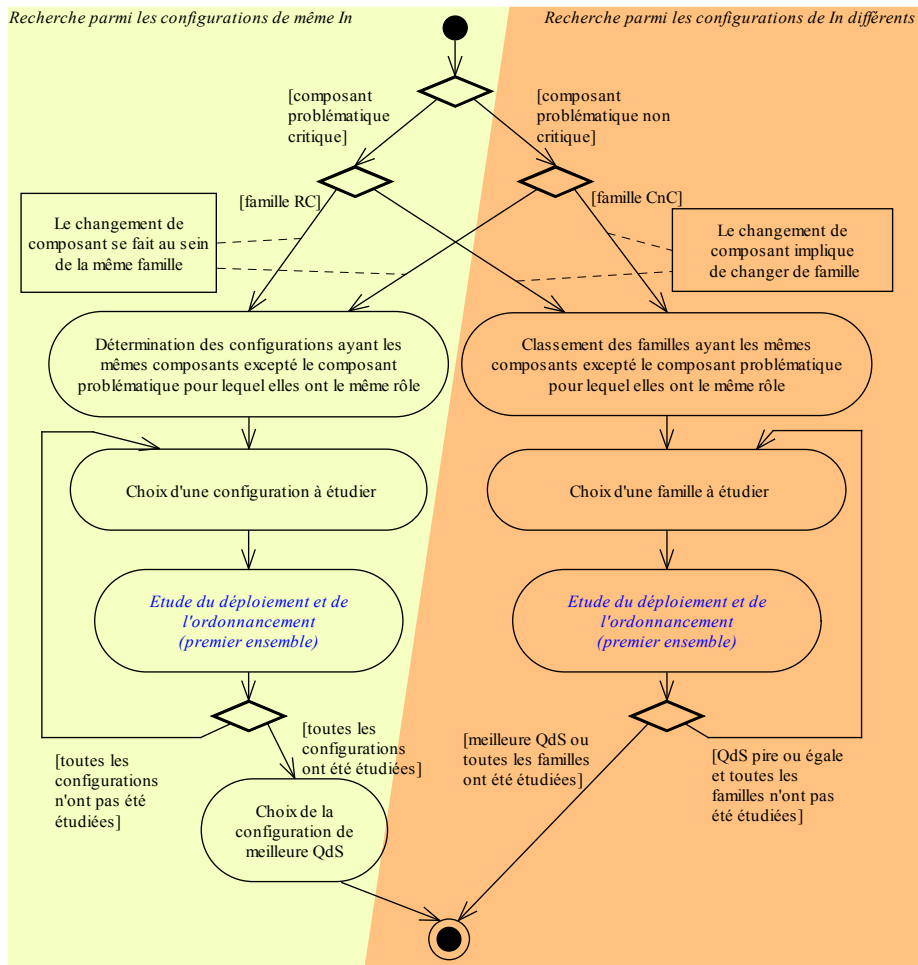 Recherche parmi les configurations de même In
Recherche parmi les configurations de In différents
[composant
problématique
critique]
[composant
problématique non
critique]
[famille RC]
[famille CnC]
Le changement de
composant se fait au sein
de la même famille
Le changement de
composant implique
de changer de famille
Détermination des configurations ayant les
mêmes composants excepté le composant
problématique pour lequel elles ont le même rôle
Classement des familles ayant les mêmes
composants excepté le composant problématique
pour lequel elles ont le même rôle
Choix d'une configuration à étudier
Choix d'une famille à étudier
Etude du déploiement et de
l'ordonnancement
(premier ensemble)
Etude du déploiement et de
l'ordonnancement
(premier ensemble)
[toutes les
configurations
n'ont pas été
étudiées]
[toutes les
configurations
ont été étudiées]
[meilleure QdS ou
toutes les familles
ont été étudiées]
[QdS pire ou égale
et toutes les
familles n'ont pas
été étudiées]
Choix de la
configuration de
meilleure QdS